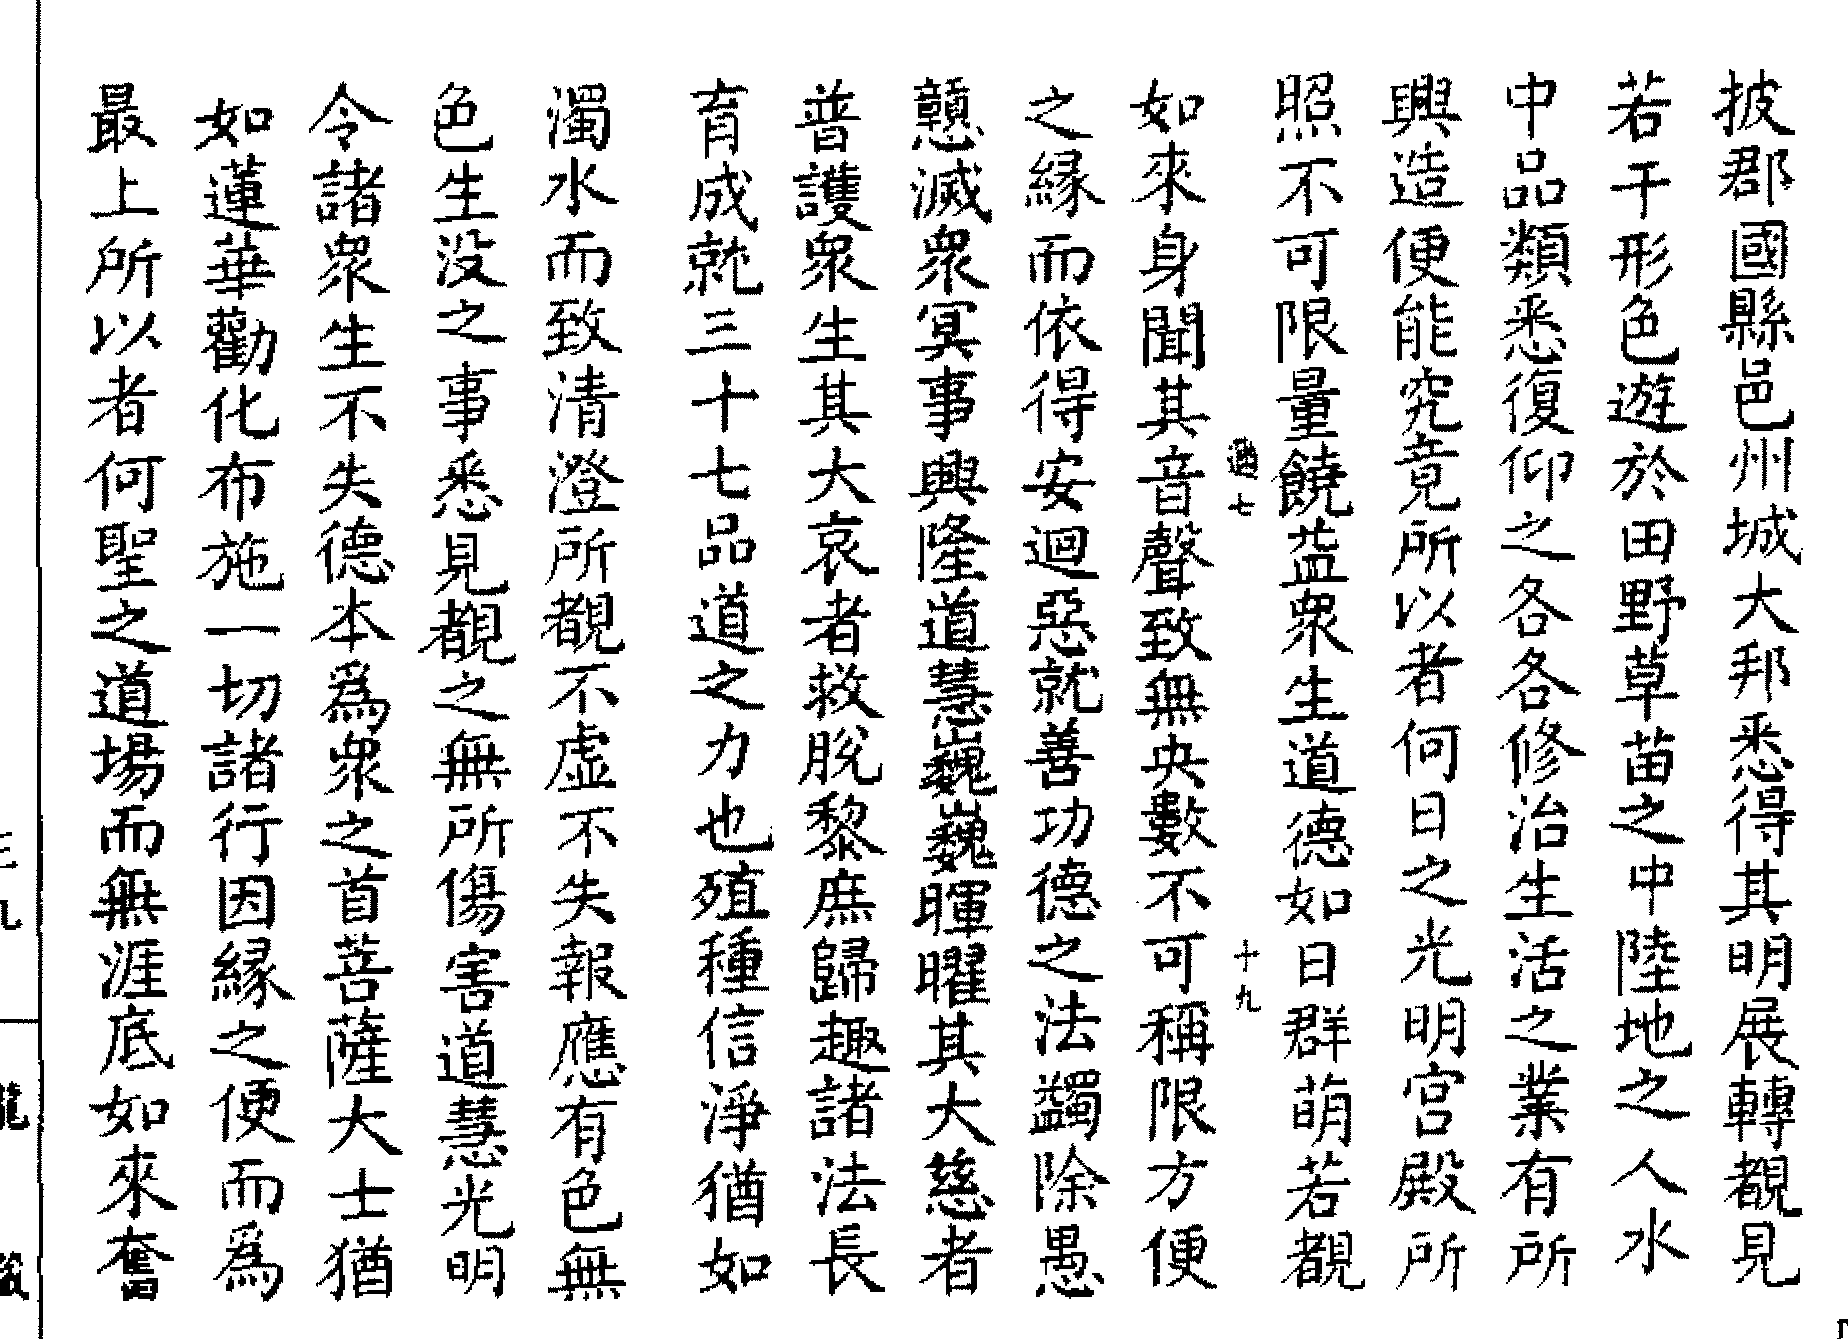 披郡國縣邑州城大邦悉得其明展轉覩見
若干形色遊於田野草苗之中陸地之人水
中品類悉復仰之各各修治生活之業有所
興造便能究竟所以者何日之光明宮殿所
照不可限量饒益衆生道德如日群萌若覩
遐七　十九
如來身聞其音聲致無央數不可稱限方便
之縁而依得安迴惡就善功德之法蠲除愚
戇滅衆冥事興隆道慧巍巍暉曜其大慈者
普護衆生其大哀者救脫黎庶歸趣諸法長
育成就三十七品道之力也殖種信淨猶如
濁水而致清澄所覩不虛不失報應有色無
色生没之事悉見覩之無所傷害道慧光明
令諸衆生不失德本爲衆之首菩薩大士猶
如蓮華勸化布施一切諸行因縁之便而爲
最上所以者何聖之道場而無涯底如來奮